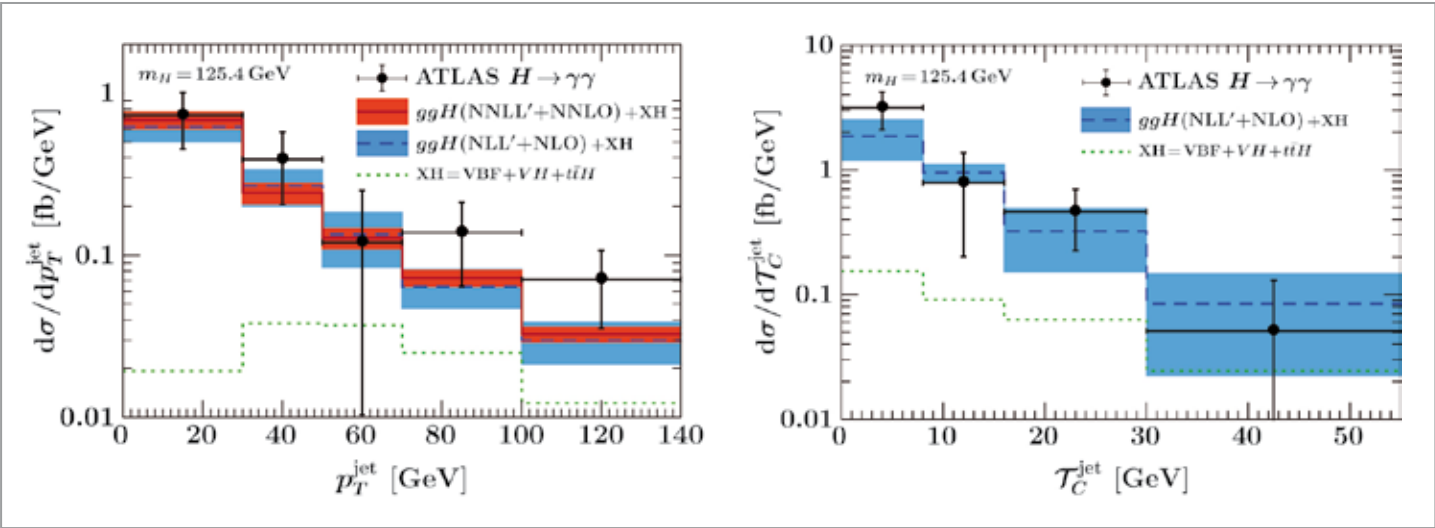 m_H = 125.4 GeV
ATLAS H → γγ
ggH(NNLL′+NNLO)+XH
ggH(NLL′+NLO)+XH
XH=VBF+VH+tt̄H
dσ/dp_T^jet [fb/GeV]
1
0.1
0.01
0 20 40 60 80 100 120 140
p_T^jet [GeV]
m_H = 125.4 GeV
ATLAS H → γγ
ggH(NLL′+NLO)+XH
XH=VBF+VH+tt̄H
dσ/d𝒯_C^jet [fb/GeV]
10
1
0.1
0.01
0 10 20 30 40 50
𝒯_C^jet [GeV]